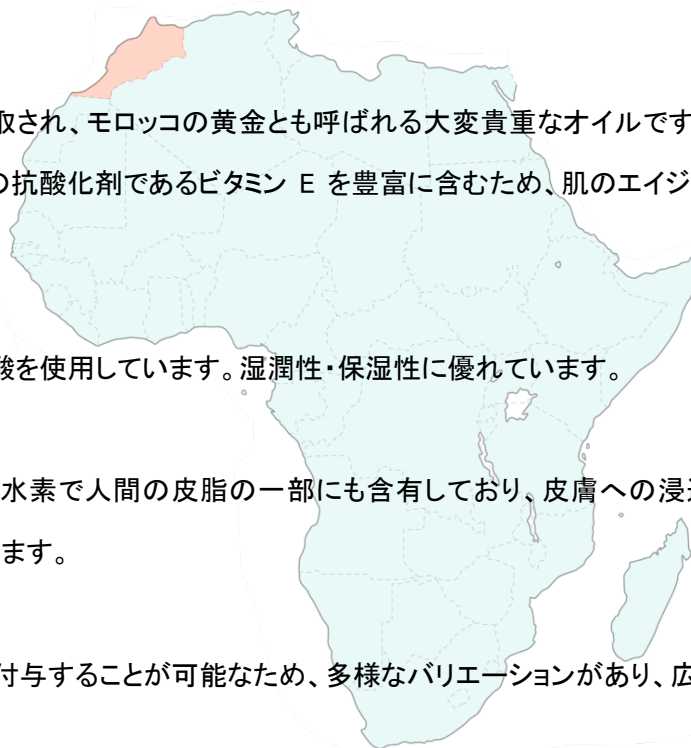 取され、モロッコの黄金とも呼ばれる大変貴重なオイルです
の抗酸化剤であるビタミン E を豊富に含むため、肌のエイジ
酸を使用しています。湿潤性・保湿性に優れています。
水素で人間の皮脂の一部にも含有しており、皮膚への浸
ます。
付与することが可能なため、多様なバリエーションがあり、広